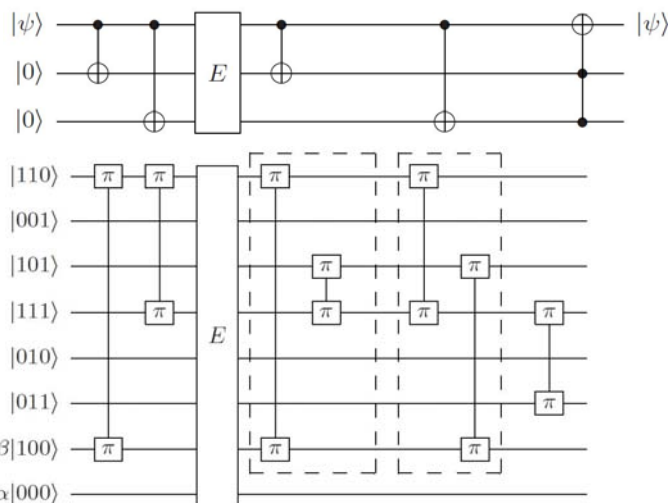 |ψ⟩ |ψ⟩
|0⟩ E
|0⟩
|110⟩ π π π π
|001⟩
|101⟩ π π
|111⟩ π π π π
E
|010⟩
|011⟩ π
β|100⟩ π π π
α|000⟩